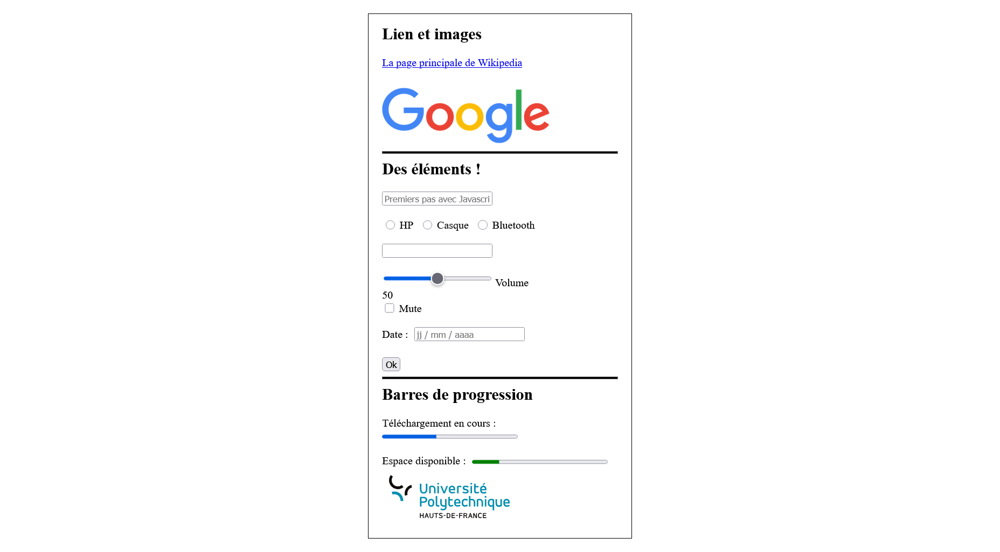 Lien et images
La page principale de Wikipedia
Google
Des éléments !
Premiers pas avec Javascri
HP Casque Bluetooth
Volume
50
Mute
Date : jj / mm / aaaa
Ok
Barres de progression
Téléchargement en cours :
Espace disponible :
Université
Polytechnique
HAUTS-DE-FRANCE